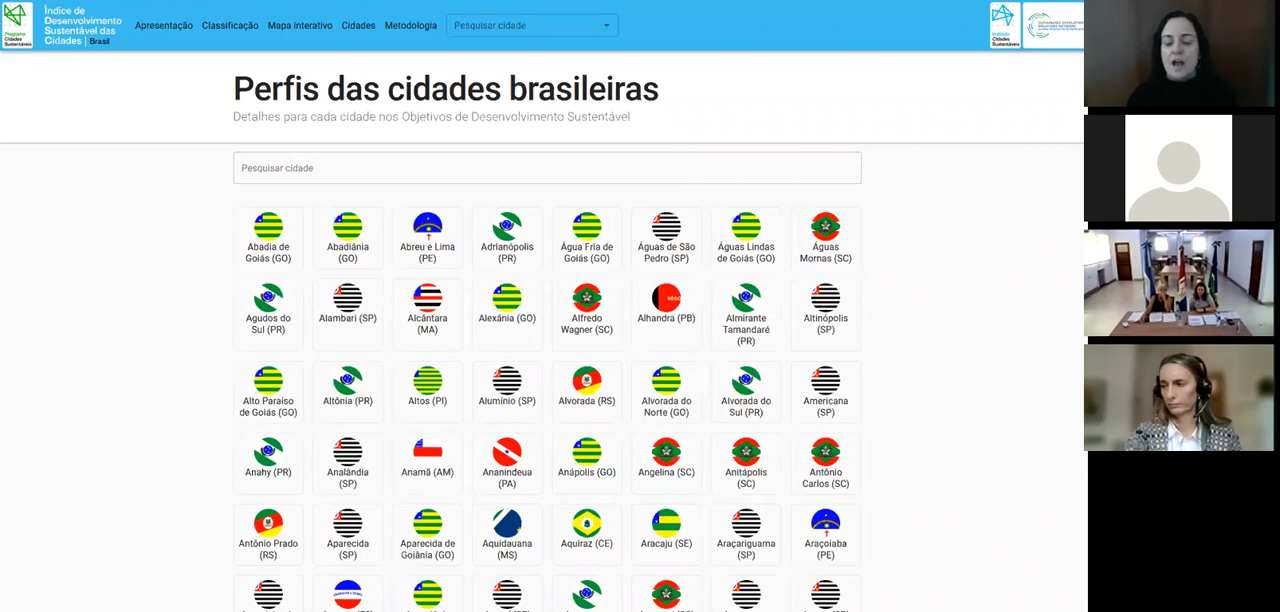 Programa
Cidades
Sustentáveis
Índice de
Desenvolvimento
Sustentável das
Cidades | Brasil
Apresentação
Classificação
Mapa interativo
Cidades
Metodologia
Pesquisar cidade
Instituto
Cidades
Sustentáveis
SUSTAINABLE DEVELOPMENT
SOLUTIONS NETWORK
Perfis das cidades brasileiras
Detalhes para cada cidade nos Objetivos de Desenvolvimento Sustentável
Pesquisar cidade
Abadia de
Goiás (GO)
Abadiânia
(GO)
Abreu e Lima
(PE)
Adrianópolis
(PR)
Água Fria de
Goiás (GO)
Águas de São
Pedro (SP)
Águas Lindas
de Goiás (GO)
Águas
Mornas (SC)
Agudos do
Sul (PR)
Alambari (SP)
Alcântara
(MA)
Alexânia (GO)
Alfredo
Wagner (SC)
NEGO
Alhandra (PB)
Almirante
Tamandaré
(PR)
Altinópolis
(SP)
Alto Paraíso
de Goiás (GO)
Altônia (PR)
Altos (PI)
Alumínio (SP)
Alvorada (RS)
Alvorada do
Norte (GO)
Alvorada do
Sul (PR)
Americana
(SP)
Anahy (PR)
Analândia
(SP)
Anamã (AM)
Ananindeua
(PA)
Anápolis (GO)
Angelina (SC)
Anitápolis
(SC)
Antônio
Carlos (SC)
Antônio Prado
(RS)
Aparecida
(SP)
Aparecida de
Goiânia (GO)
Aquidauana
(MS)
Aquiraz (CE)
Aracaju (SE)
Araçariguama
(SP)
Araçoiaba
(PE)